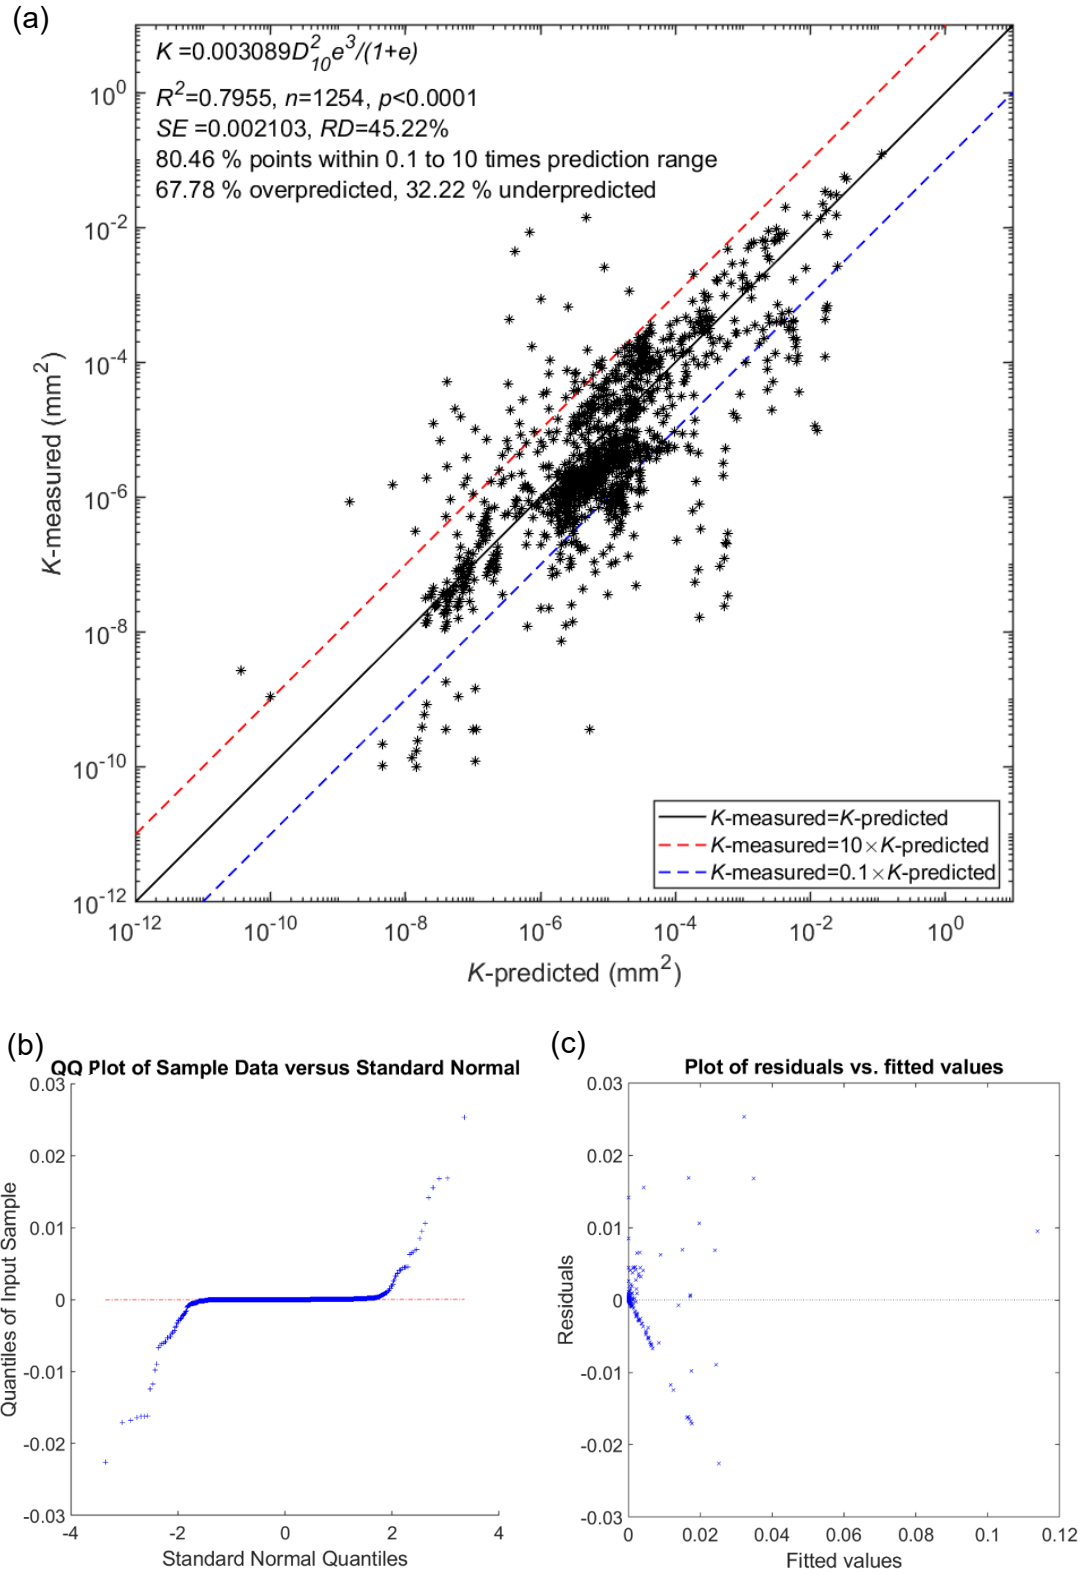 (a)
K =0.003089D₁₀²e³/(1+e)
R²=0.7955, n=1254, p<0.0001
SE =0.002103, RD=45.22%
80.46 % points within 0.1 to 10 times prediction range
67.78 % overpredicted, 32.22 % underpredicted
10⁰
10⁻²
10⁻⁴
10⁻⁶
10⁻⁸
10⁻¹⁰
10⁻¹²
K-measured (mm²)
K-measured=K-predicted
K-measured=10×K-predicted
K-measured=0.1×K-predicted
10⁻¹² 10⁻¹⁰ 10⁻⁸ 10⁻⁶ 10⁻⁴ 10⁻² 10⁰
K-predicted (mm²)
(b)
QQ Plot of Sample Data versus Standard Normal
0.03
0.02
0.01
0
-0.01
-0.02
-0.03
Quantiles of Input Sample
-4 -2 0 2 4
Standard Normal Quantiles
(c)
Plot of residuals vs. fitted values
0.03
0.02
0.01
0
-0.01
-0.02
-0.03
Residuals
0 0.02 0.04 0.06 0.08 0.1 0.12
Fitted values